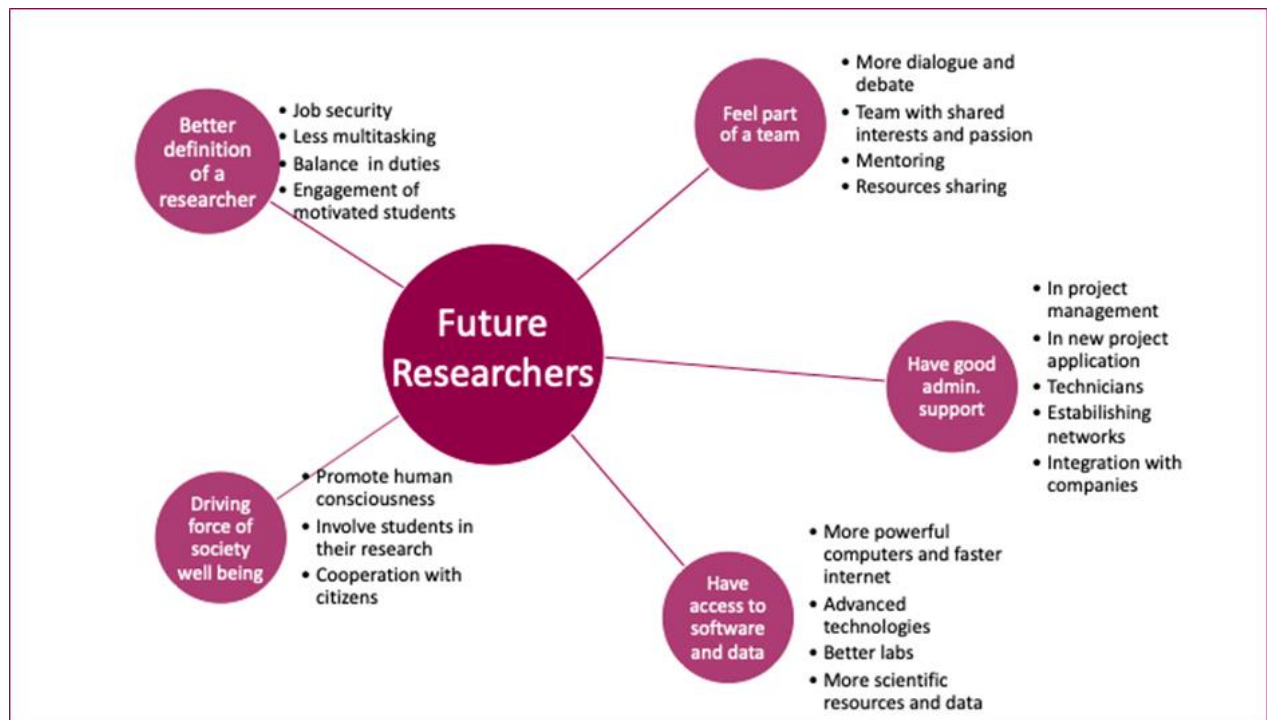 Future
Researchers
Better
definition
of a
researcher
• Job security
• Less multitasking
• Balance in duties
• Engagement of
motivated students
Feel part
of a team
• More dialogue and
debate
• Team with shared
interests and passion
• Mentoring
• Resources sharing
Have good
admin.
support
• In project
management
• In new project
application
• Technicians
• Estabilishing
networks
• Integration with
companies
Have
access to
software
and data
• More powerful
computers and faster
internet
• Advanced
technologies
• Better labs
• More scientific
resources and data
Driving
force of
society
well being
• Promote human
consciousness
• Involve students in
their research
• Cooperation with
citizens